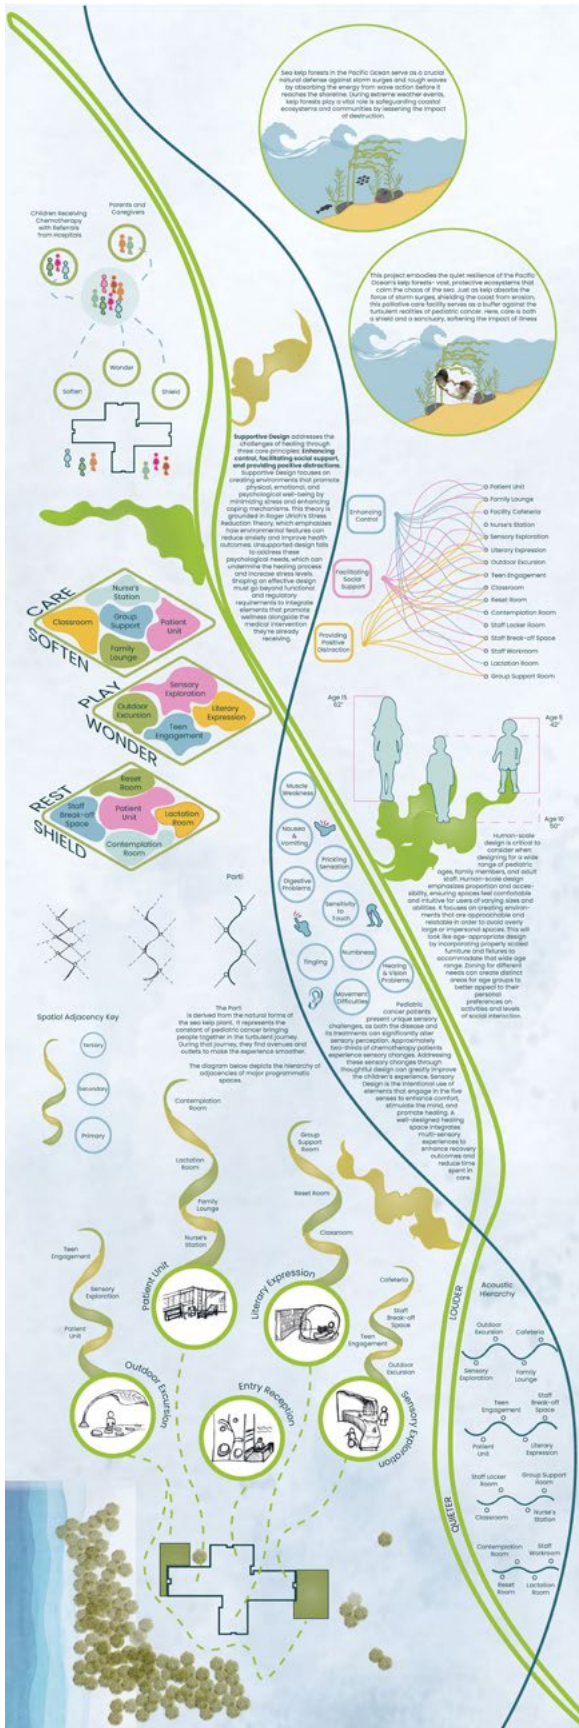 Sea kelp forests in the Pacific Ocean serve as a crucial
natural defense against storm surges and rough waves
by absorbing the energy from wave action before it
reaches the shoreline. During extreme weather events,
kelp forests play a vital role is safeguarding coastal
ecosystems and communities by lessening the impact
of destruction.
Parents and
Caregivers
Children Receiving
Chemotherapy
with Referrals
from Hospitals
Wonder
Soften
Shield
This project embodies the quiet resilience of the Pacific
Ocean's kelp forests- vast, protective ecosystems that
calm the chaos of the sea. Just as kelp absorbs the
force of storm surges, shielding the coast from erosion,
this palliative care facility serves as a buffer against the
turbulent realities of pediatric cancer. Here, care is both
a shield and a sanctuary, softening the impact of illness
Supportive Design addresses the
challenges of healing through
three core principles: Enhancing
control, facilitating social support,
and providing positive distractions.
Supportive Design focuses on
creating environments that promote
physical, emotional, and
psychological well-being by
minimizing stress and enhancing
coping mechanisms. This theory is
grounded in Roger Ulrich's Stress
Reduction Theory, which emphasizes
how environmental features can
reduce anxiety and improve health
outcomes. Unsupported design fails
to address these
psychological needs, which can
undermine the healing process
and increase stress levels.
Shaping an effective design
must go beyond functional
and regulatory
requirements to integrate
elements that promote
wellness alongside the
medical intervention
they're already
receiving.
Enhancing
Control
Facilitating
Social
Support
Providing
Positive
Distraction
Patient Unit
Family Lounge
Facility Cafeteria
Nurse's Station
Sensory Exploration
Literary Expression
Outdoor Excursion
Teen Engagement
Classroom
Reset Room
Contemplation Room
Staff Locker Room
Staff Break-off Space
Staff Workroom
Lactation Room
Group Support Room
CARE
SOFTEN
Nurse's
Station
Classroom
Group
Support
Patient
Unit
Family
Lounge
PLAY
WONDER
Sensory
Exploration
Outdoor
Excursion
Literary
Expression
Teen
Engagement
REST
SHIELD
Reset
Room
Staff
Break-off
Space
Patient
Unit
Lactation
Room
Contemplation
Room
Age 15
62"
Age 5
42"
Age 10
50"
Human-scale
design is critical to
consider when
designing for a wide
range of pediatric
ages, family members, and adult
staff. Human-scale design
emphasizes proportion and acces-
sibility, ensuring spaces feel comfortable
and intuitive for users of varying sizes and
abilities. It focuses on creating environ-
ments that are approachable and
relatable in order to avoid overly
large or impersonal spaces. This will
look like age-appropriate design
by incorporating properly scaled
furniture and fixtures to
accommodate that wide age
range. Zoning for different
needs can create distinct
areas for age groups to
better appeal to their
personal
preferences on
activities and levels
of social interaction.
Muscle
Weakness
Nausea
&
Vomiting
Prickling
Sensation
Digestive
Problems
Sensitivity
to
Touch
Tingling
Numbness
Hearing
& Vision
Problems
Movement
Difficulties
Parti
The Parti
is derived from the natural forms of
the sea kelp plant. It represents the
constant of pediatric cancer bringing
people together in the turbulent journey.
During that journey, they find avenues and
outlets to make the experience smoother.
The diagram below depicts the hierarchy of
adjacencies of major programmatic
spaces.
Spatial Adjacency Key
Tertiary
Secondary
Primary
Pediatric
cancer patients
present unique sensory
challenges, as both the disease and
its treatments can significantly alter
sensory perception. Approximately
two-thirds of chemotherapy patients
experience sensory changes. Addressing
these sensory changes through
thoughtful design can greatly improve
the children's experience. Sensory
Design is the intentional use of
elements that engage in the five
senses to enhance comfort,
stimulate the mind, and
promote healing. A
well-designed healing
space integrates
multi-sensory
experiences to
enhance recovery
outcomes and
reduce time
spent in
care.
Contemplation
Room
Lactation
Room
Family
Lounge
Nurse's
Station
Patient Unit
Group
Support
Room
Reset Room
Classroom
Literary Expression
Teen
Engagement
Sensory
Exploration
Patient
Unit
Outdoor Excursion
Entry Reception
Cafeteria
Staff
Break-off
Space
Teen
Engagement
Outdoor
Excursion
Sensory Exploration
LOUDER
QUIETER
Acoustic
Hierarchy
Outdoor
Excursion
Cafeteria
Sensory
Exploration
Family
Lounge
Teen
Engagement
Staff
Break-off
Space
Patient
Unit
Literary
Expression
Staff Locker
Room
Group Support
Room
Classroom
Nurse's
Station
Contemplation
Room
Staff
Workroom
Reset
Room
Lactation
Room